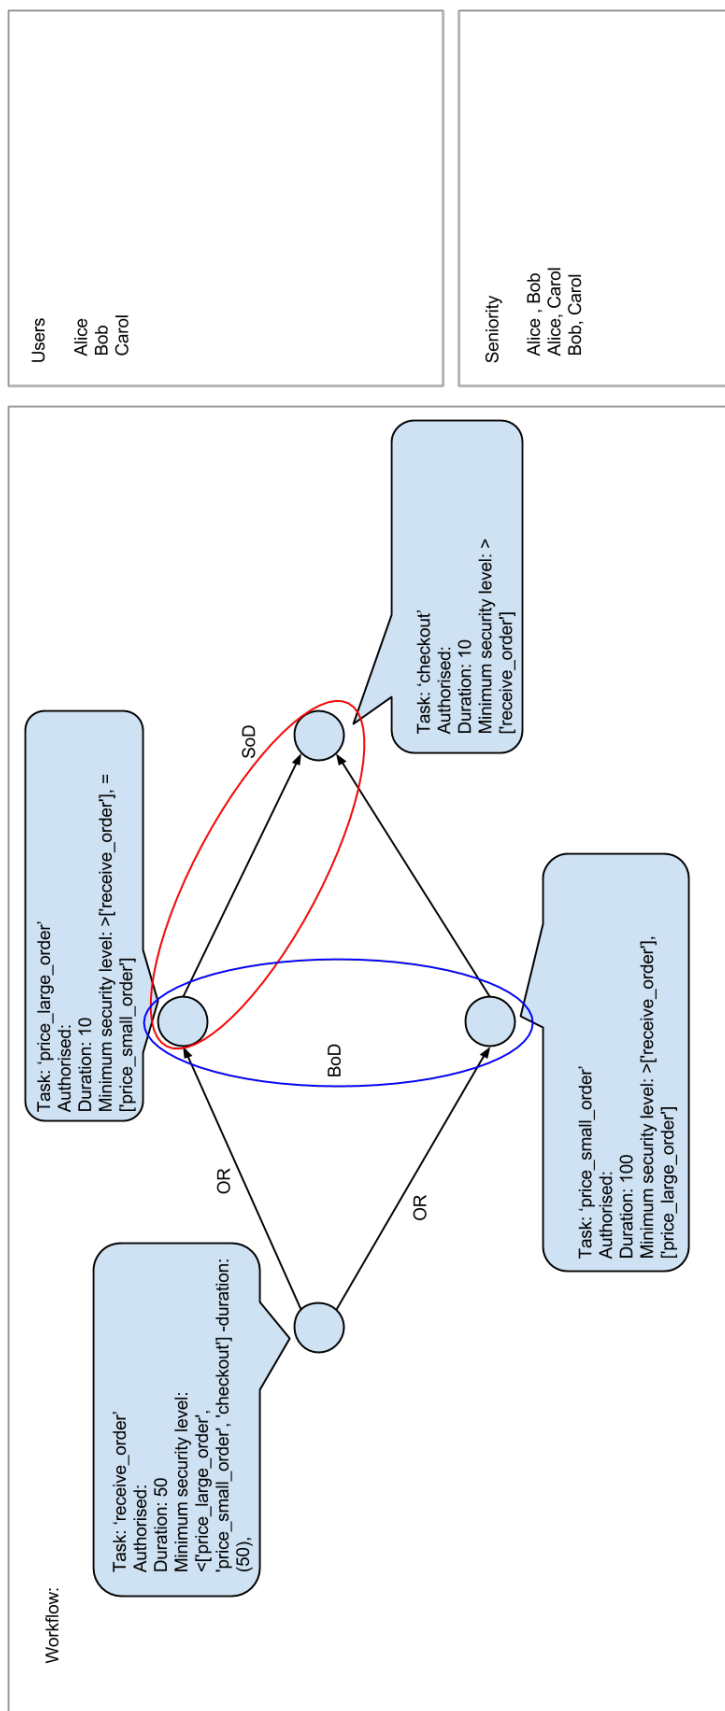 Workflow:
Task: 'receive_order'
Authorised:
Duration: 50
Minimum security level:
<['price_large_order',
'price_small_order', 'checkout'] -duration:
(50),
OR
OR
Task: 'price_large_order'
Authorised:
Duration: 10
Minimum security level: >['receive_order'], =
['price_small_order']
BoD
SoD
Task: 'price_small_order'
Authorised:
Duration: 100
Minimum security level: >['receive_order'],
['price_large_order']
Task: 'checkout'
Authorised:
Duration: 10
Minimum security level: >
['receive_order']
Users
Alice
Bob
Carol
Seniority
Alice , Bob
Alice, Carol
Bob, Carol